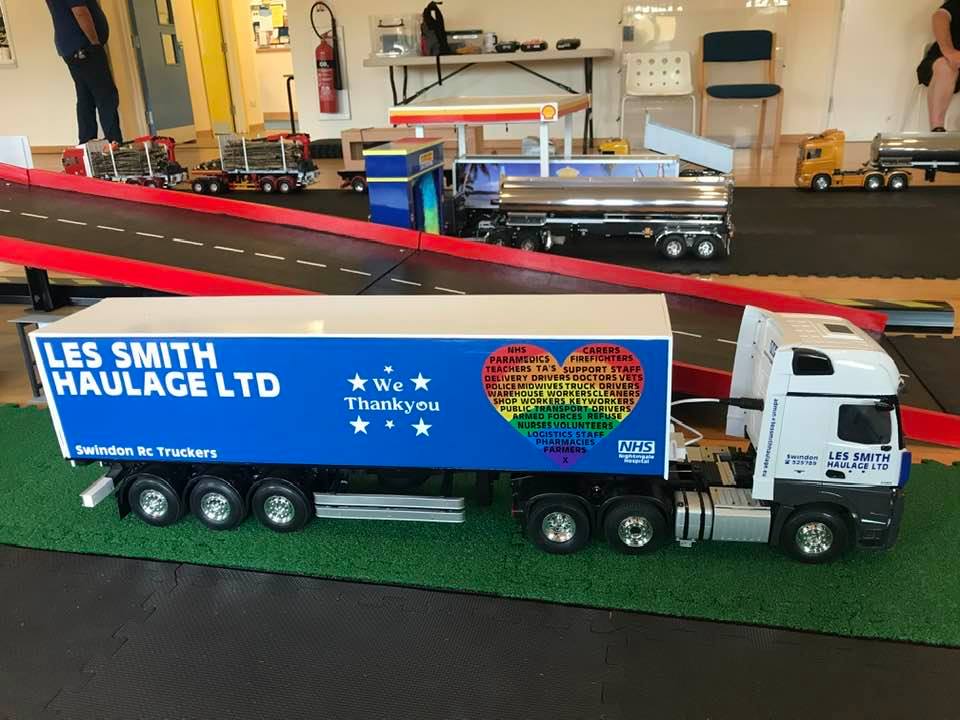 LES SMITH
HAULAGE LTD
We
Thankyou
Swindon Rc Truckers
NHS CARERS
PARAMEDICS FIREFIGHTERS
TEACHERS TA'S SUPPORT STAFF
DELIVERY DRIVERS DOCTORS VETS
POLICE MIDWIVES TRUCK DRIVERS
WAREHOUSE WORKERS CLEANERS
SHOP WORKERS KEYWORKERS
PUBLIC TRANSPORT DRIVERS
ARMED FORCES REFUSE
NURSES VOLUNTEERS
LOGISTICS STAFF
PHARMACIES
FARMERS
X
NHS
Nightingale
Hospital
Swindon
525789
LES SMITH
HAULAGE LTD